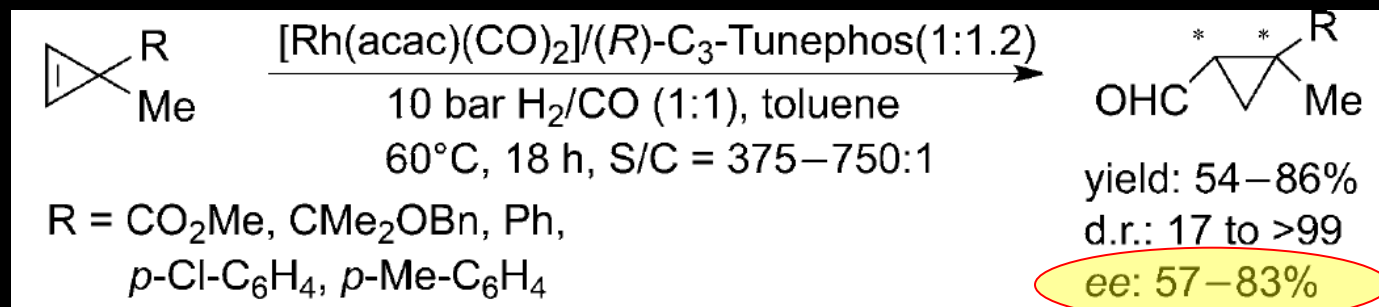 R
Me
[Rh(acac)(CO)₂]/(R)-C₃-Tunephos(1:1.2)
10 bar H₂/CO (1:1), toluene
60°C, 18 h, S/C = 375–750:1
* * R
OHC Me
R = CO₂Me, CMe₂OBn, Ph,
p-Cl-C₆H₄, p-Me-C₆H₄
yield: 54–86%
d.r.: 17 to >99
ee: 57–83%